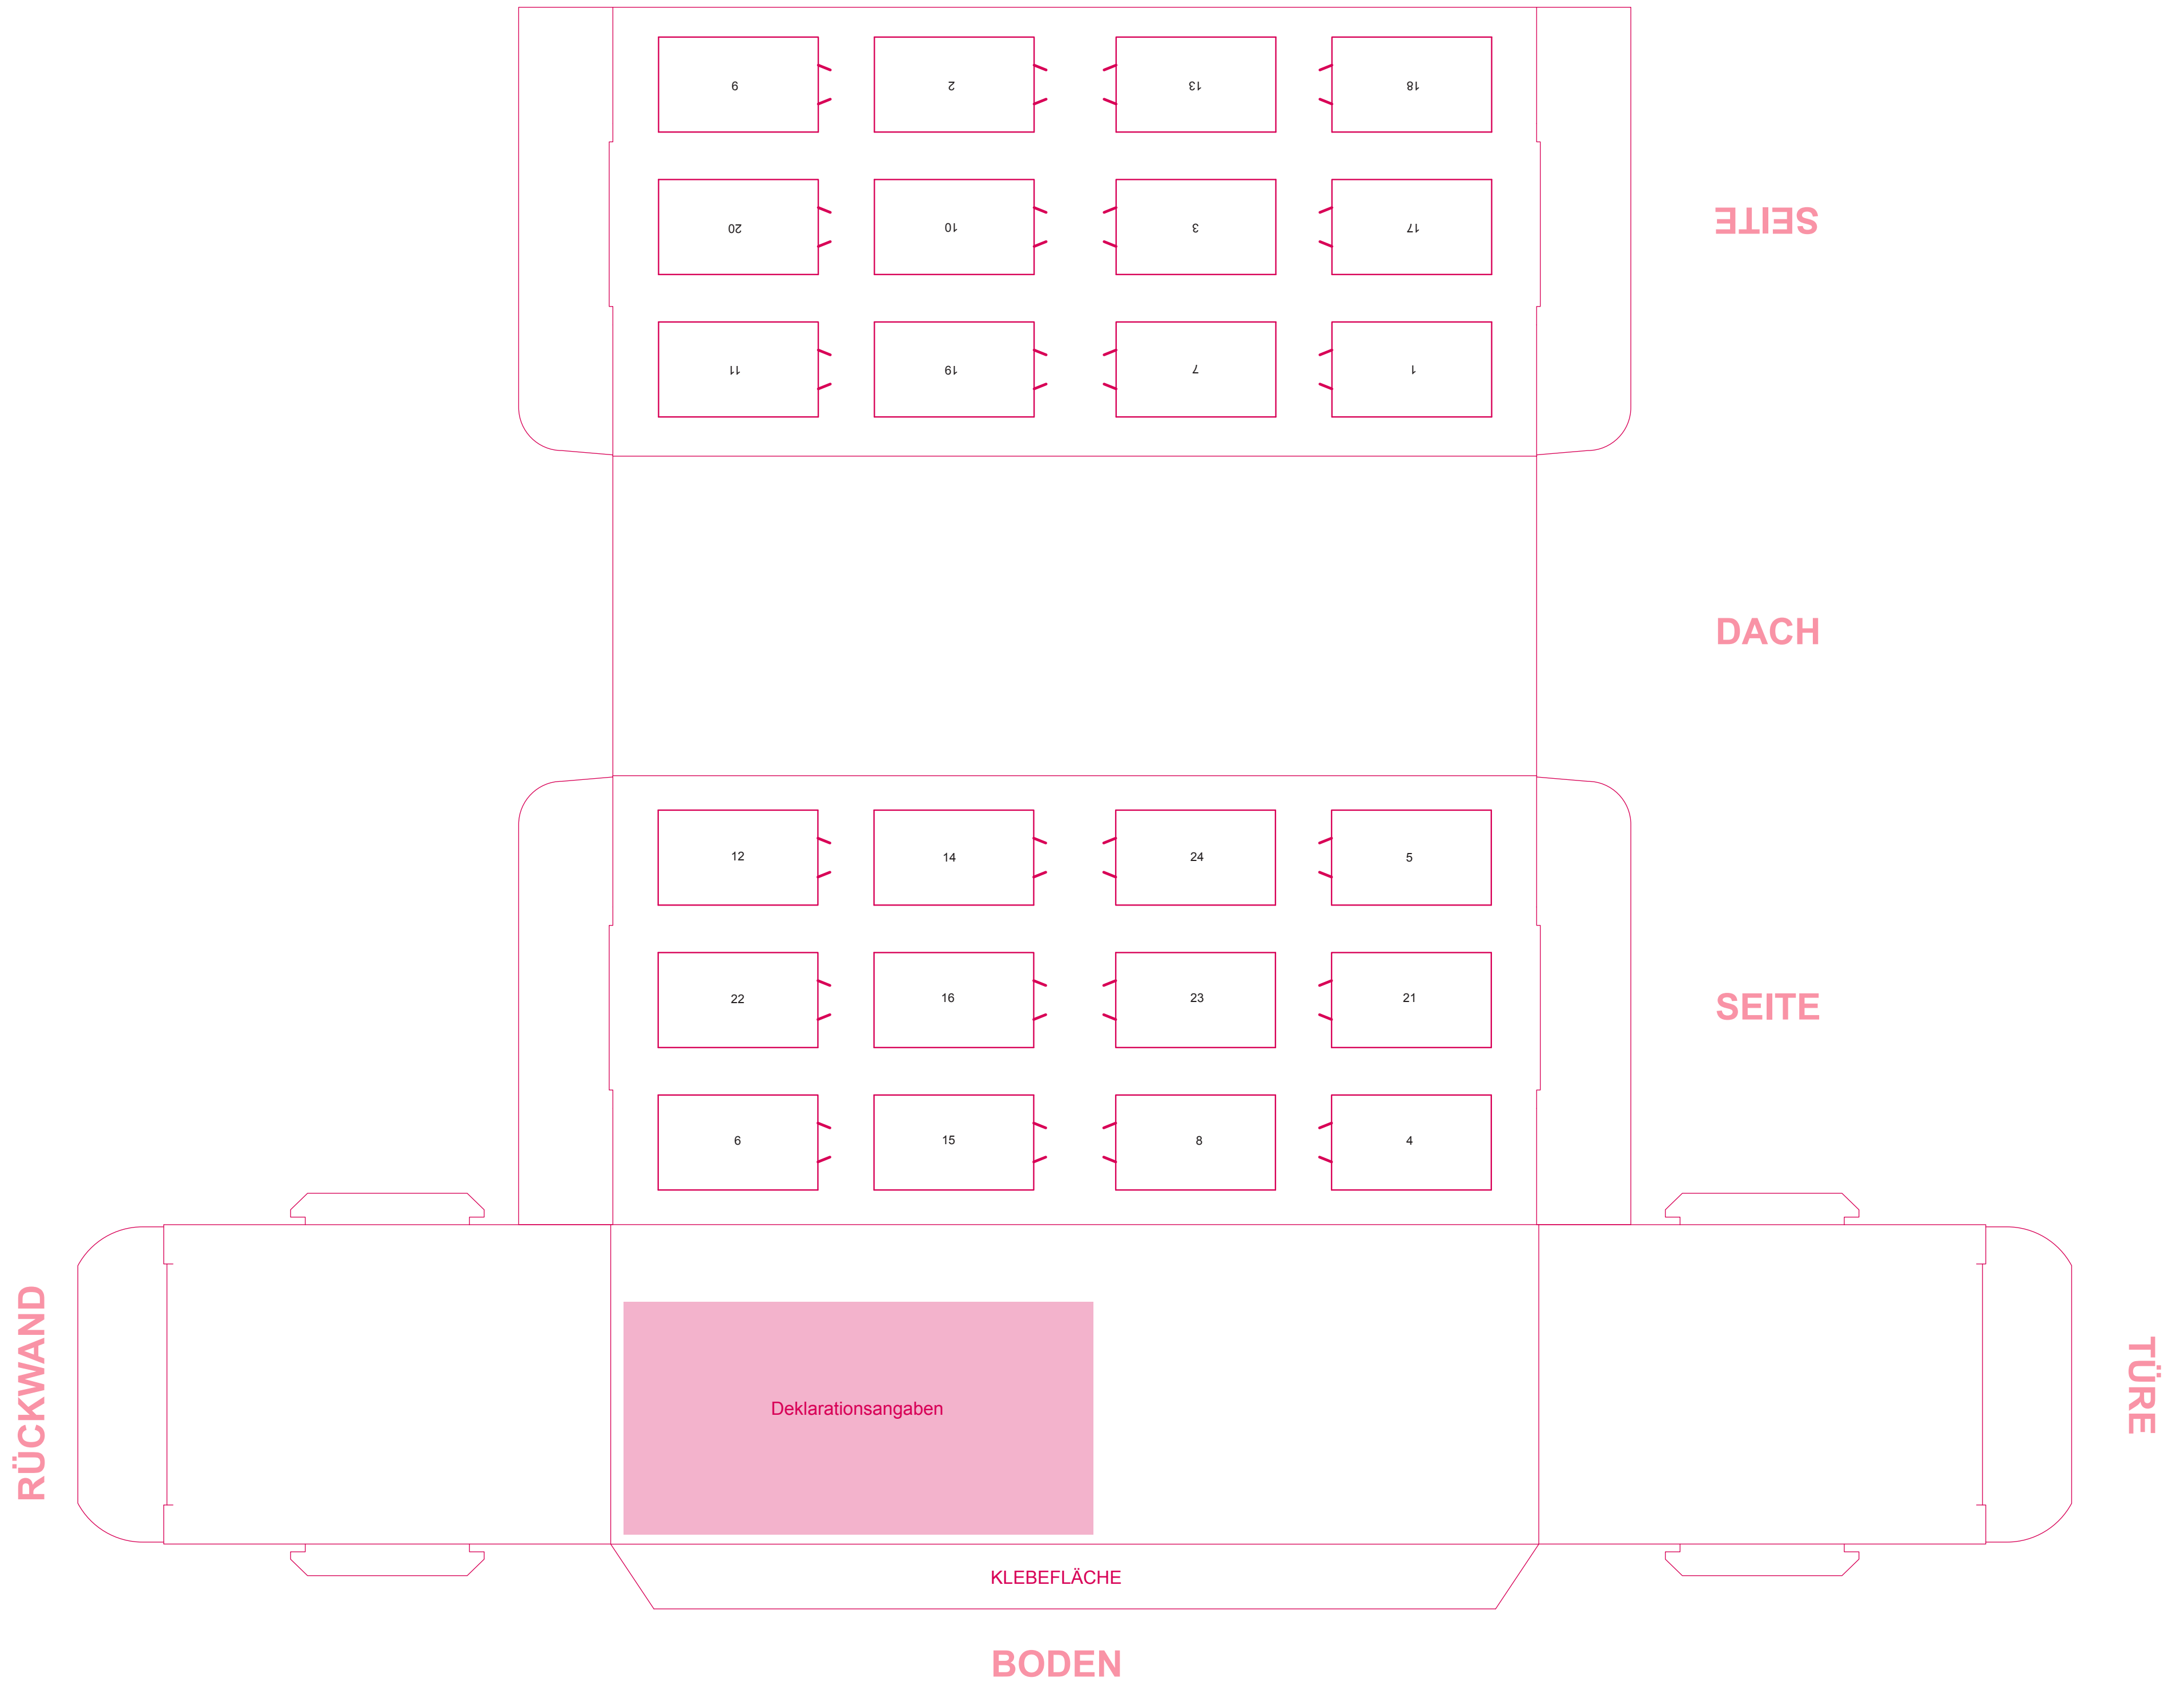 9 2 13 18
20 10 3 17
SEITE
11 19 7 1
DACH
12 14 24 5
22 16 23 21
SEITE
6 15 8 4
RÜCKWAND
Deklarationsangaben
TÜRE
KLEBEFLÄCHE
BODEN